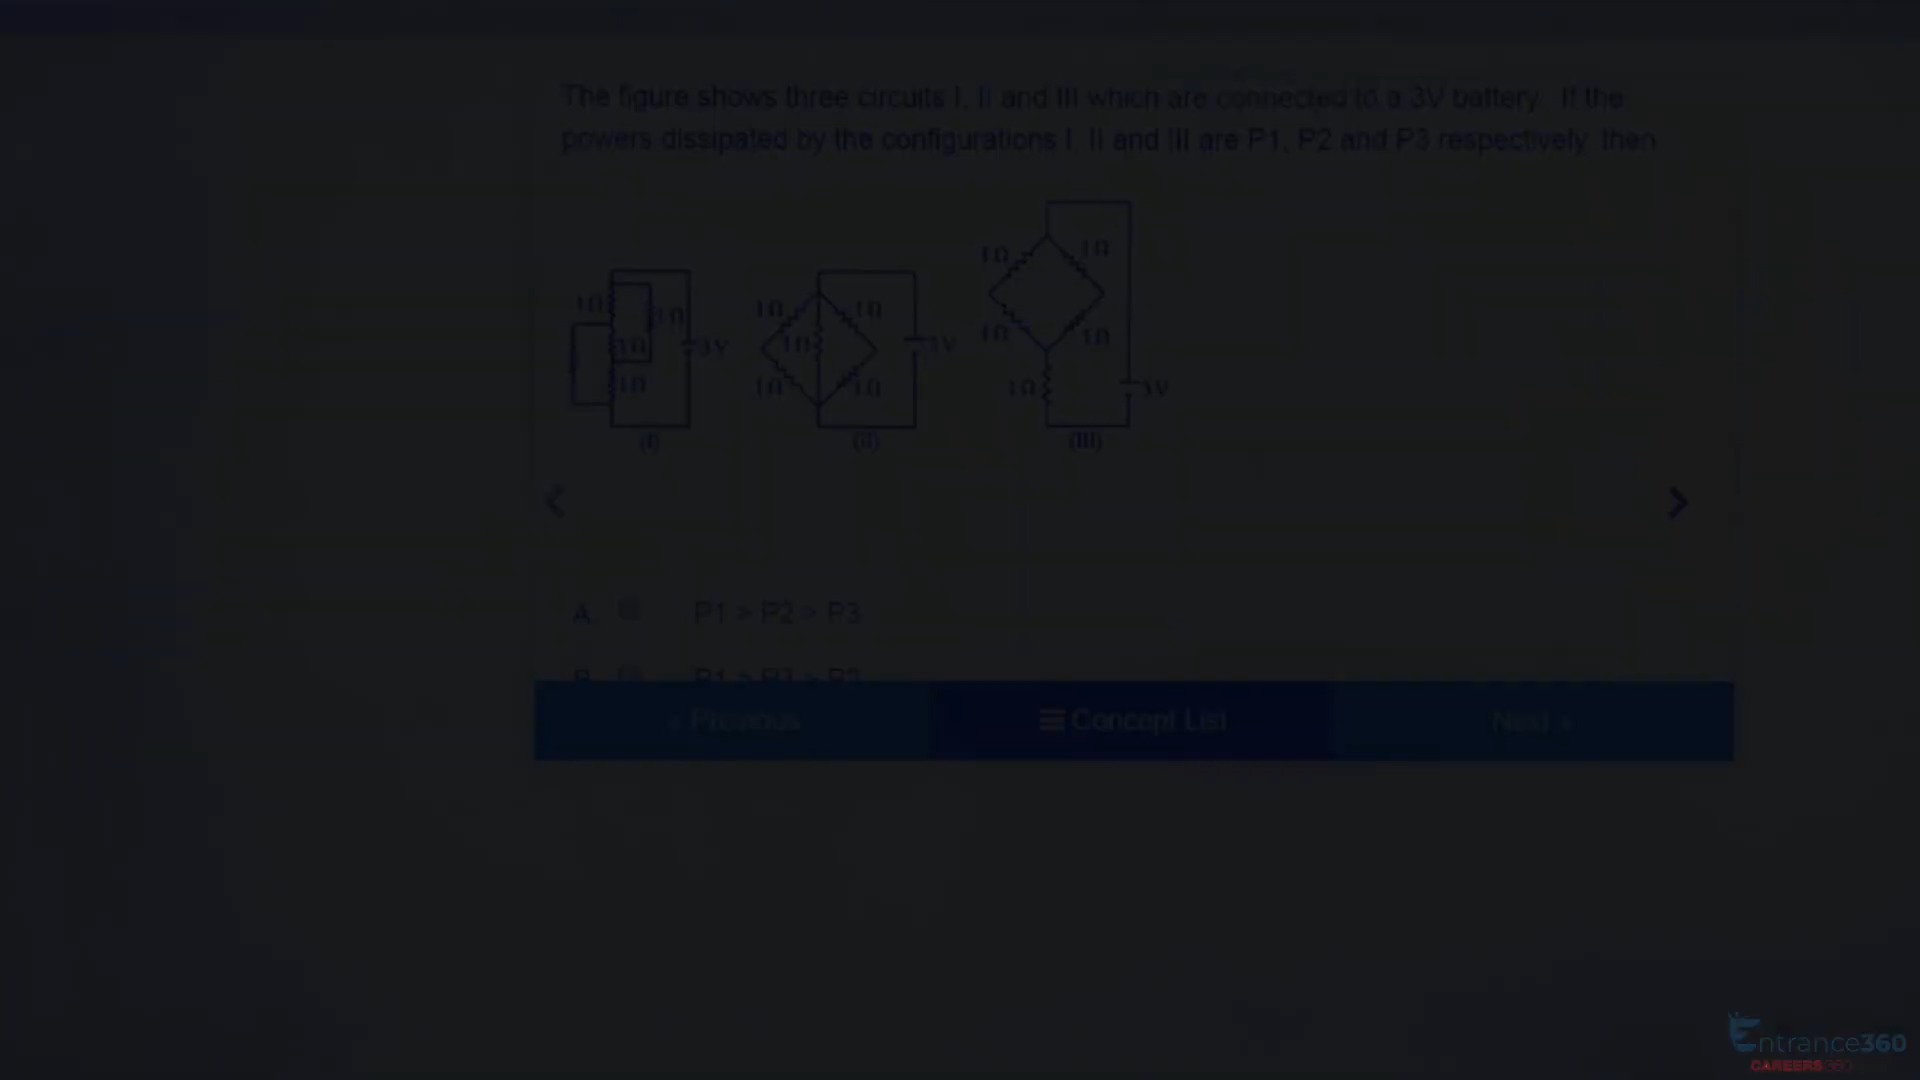 The figure shows three circuits I, II and III which are connected to a 3V battery. If the
powers dissipated by the configurations I, II and III are P1, P2 and P3 respectively then
1Ω 1Ω
1Ω 1Ω 1Ω 1Ω
1Ω 1Ω 3V 1Ω 3V 1Ω 1Ω
1Ω 1Ω 1Ω 1Ω 3V
(I) (II) (III)
A. P1 > P2 > P3
Previous Concept List Next >
Entrance360
CAREERS360